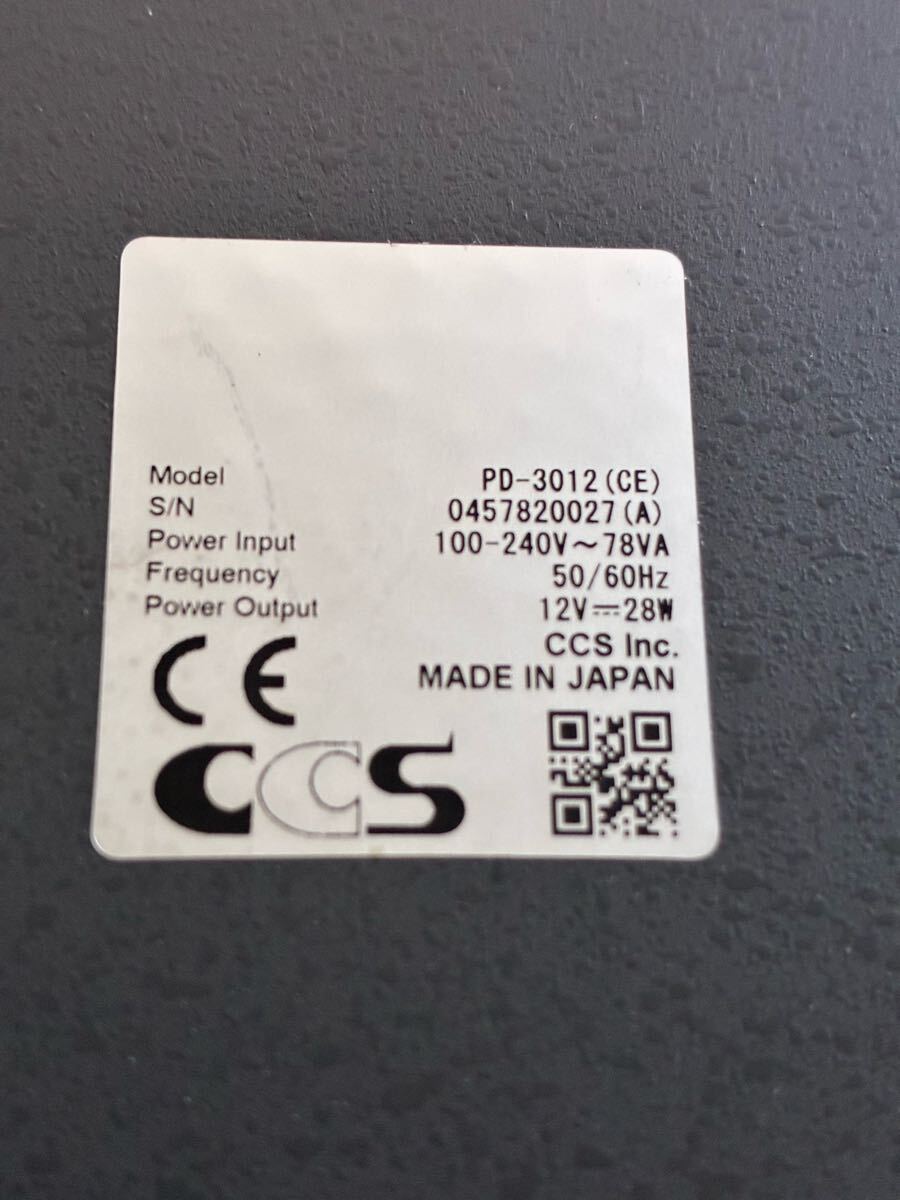 Model PD-3012(CE)
S/N 0457820027(A)
Power Input 100-240V~78VA
Frequency 50/60Hz
Power Output 12V⎓28W
CCS Inc.
MADE IN JAPAN
CE
CCS